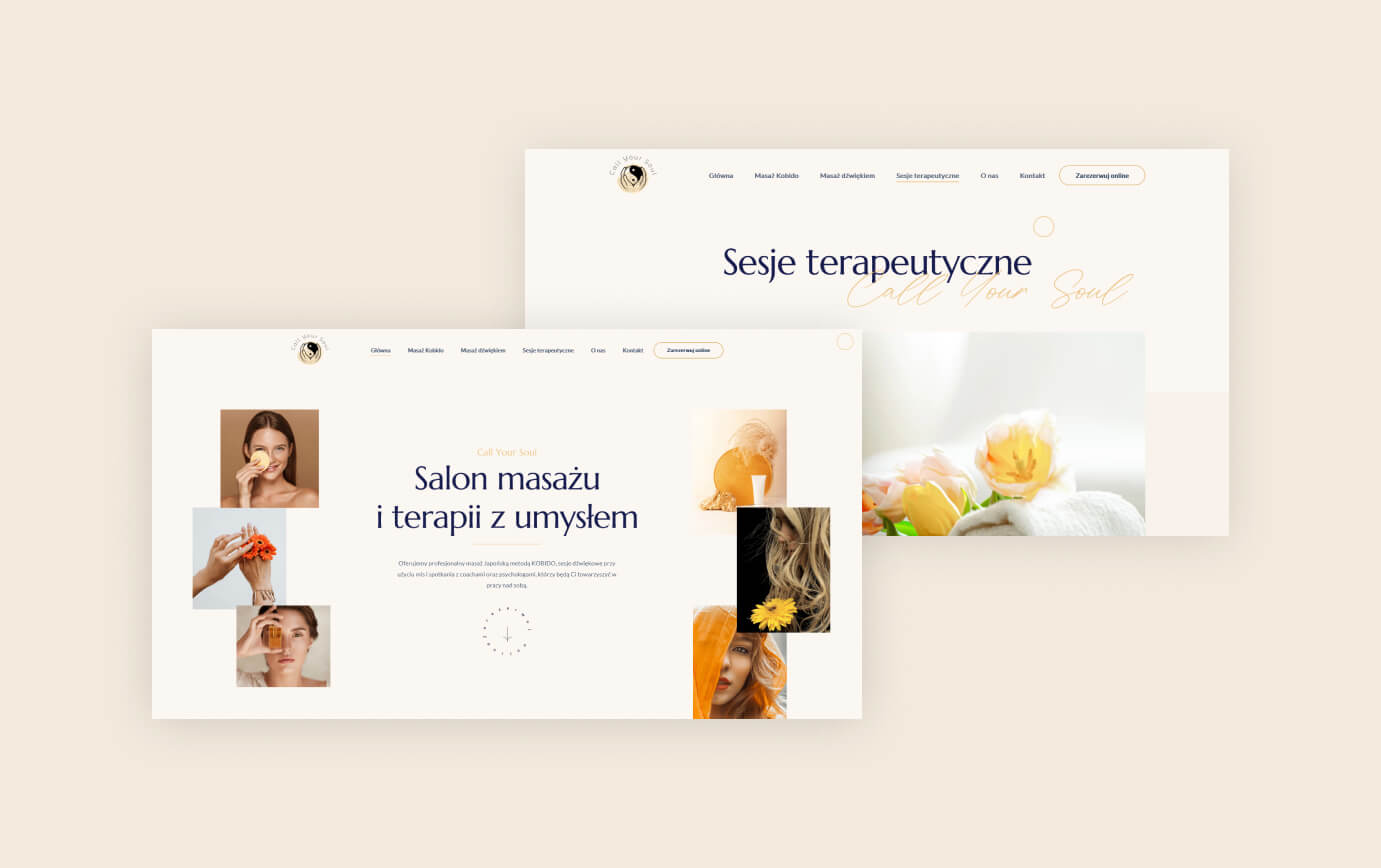 Call Your Soul
Główna Masaż Kobido Masaż dźwiękiem Sesje terapeutyczne O nas Kontakt Zarezerwuj online
Sesje terapeutyczne
Call Your Soul
Call Your Soul
Główna Masaż Kobido Masaż dźwiękiem Sesje terapeutyczne O nas Kontakt Zarezerwuj online
Call Your Soul
Salon masażu
i terapii z umysłem
Oferujemy profesjonalny masaż Japońską metodą KOBIDO, sesje dźwiękowe przy
użyciu mis i spotkania z coachami oraz psychologami, którzy będą Ci towarzyszyć w
pracy nad sobą.